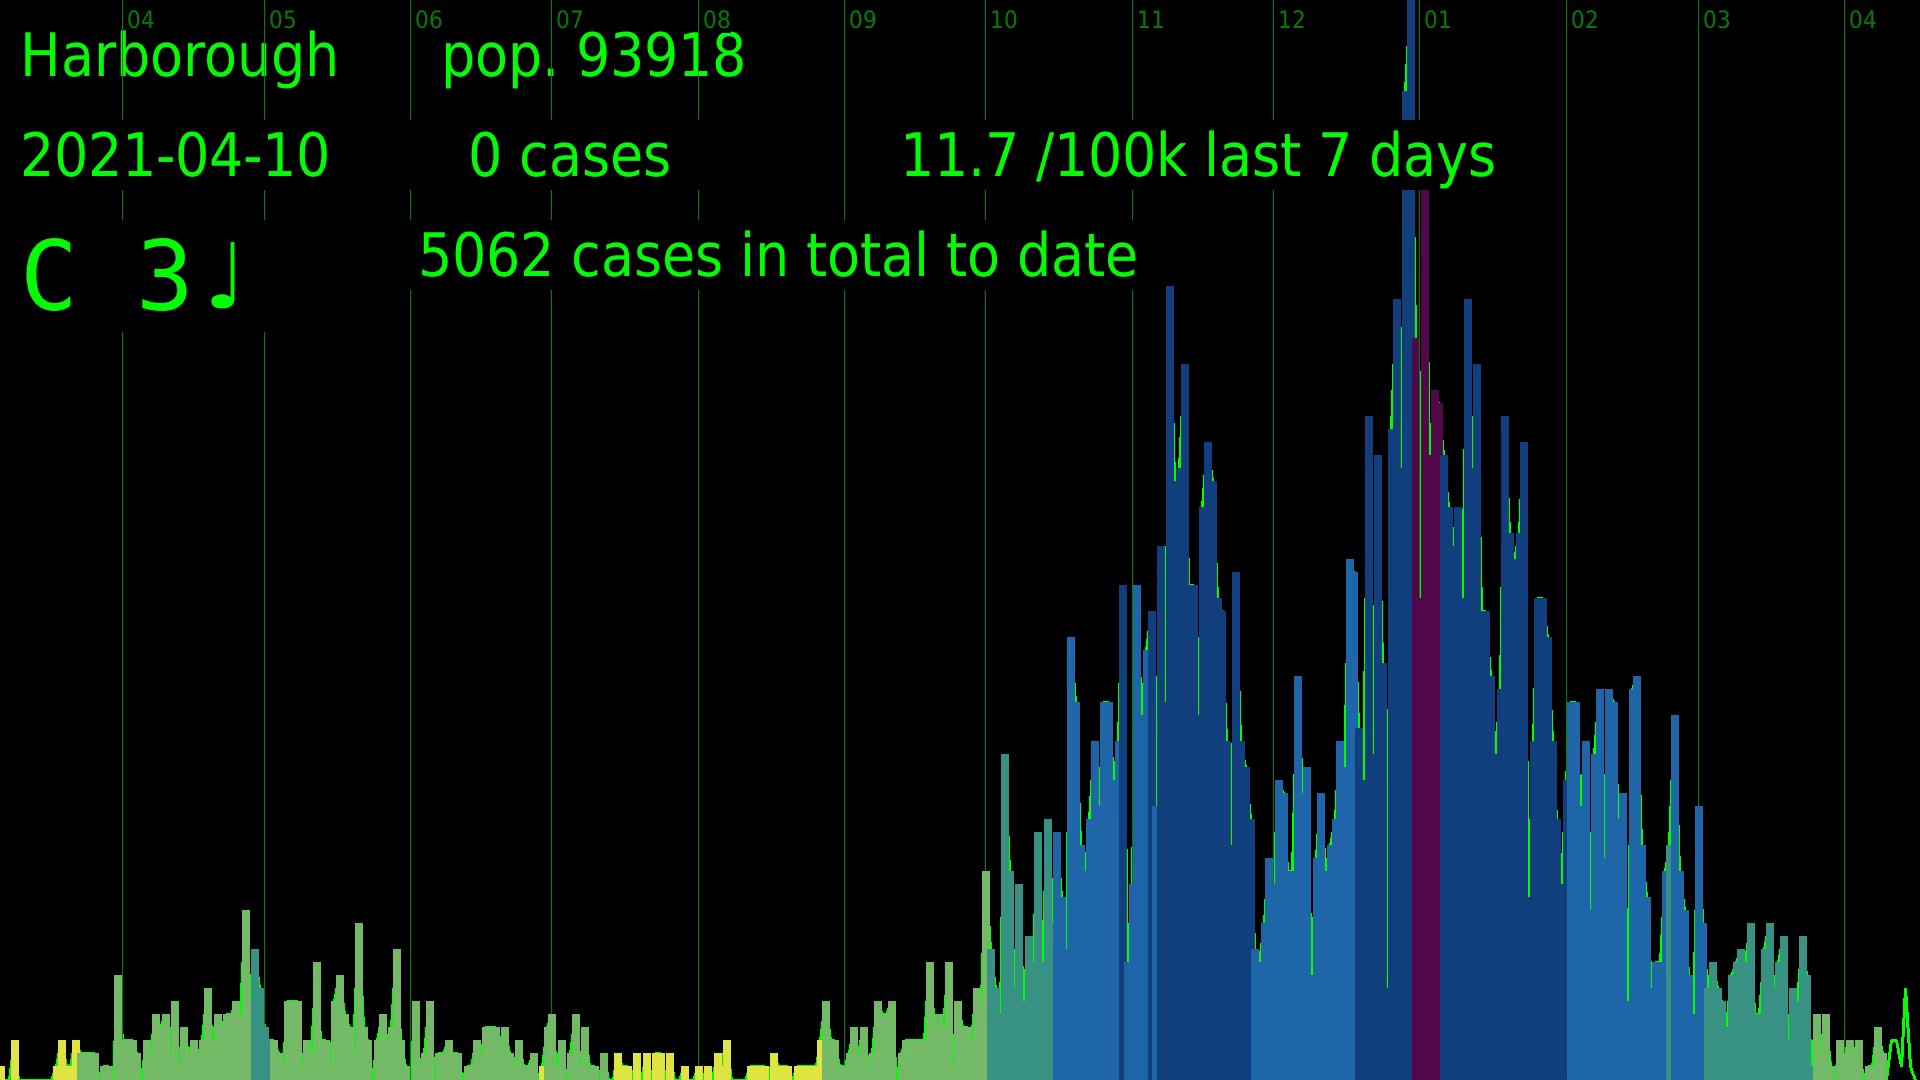 04 05 06 07 08 09 10 11 12 01 02 03 04
Harborough pop. 93918
2021-04-10 0 cases 11.7 /100k last 7 days
C 3♩ 5062 cases in total to date